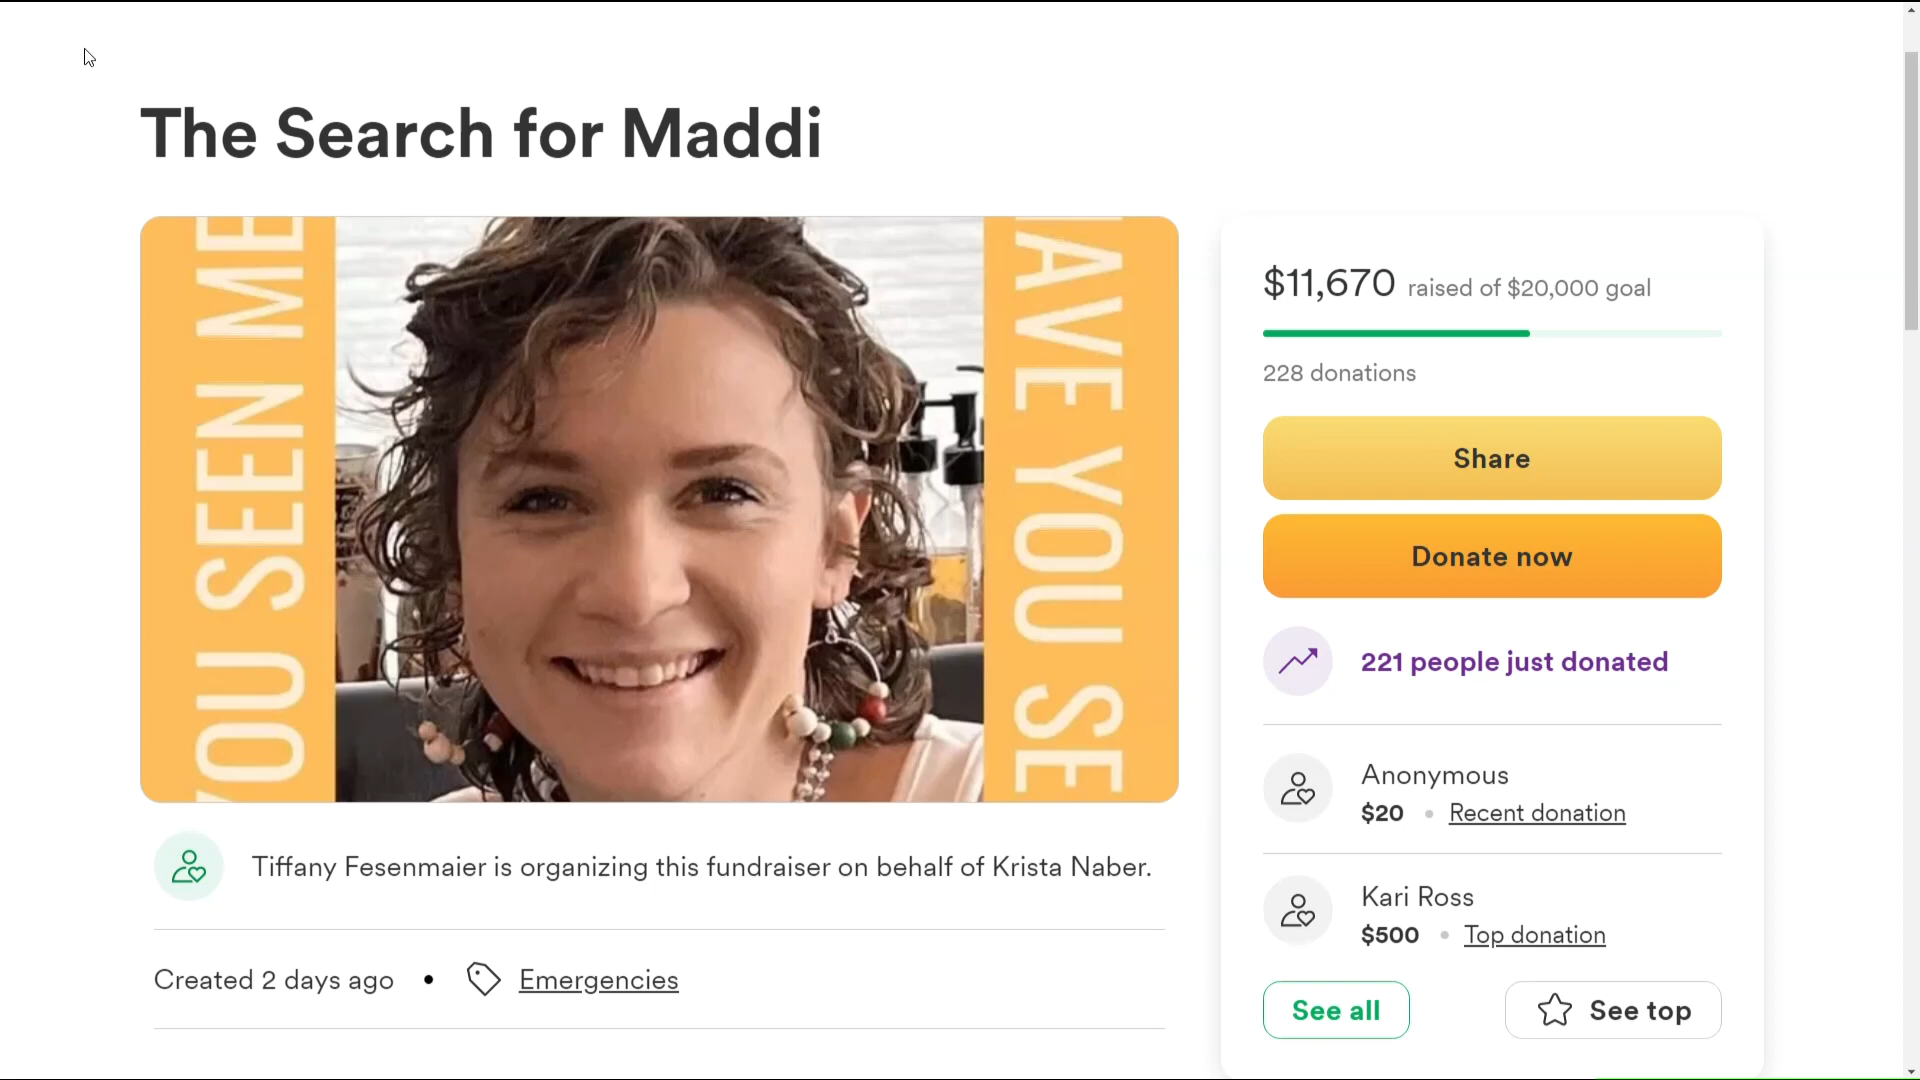 The Search for Maddi
YOU SEEN ME
HAVE YOU SE
$11,670 raised of $20,000 goal
228 donations
Share
Donate now
221 people just donated
Anonymous
$20 • Recent donation
Kari Ross
$500 • Top donation
See all
See top
Tiffany Fesenmaier is organizing this fundraiser on behalf of Krista Naber.
Created 2 days ago • Emergencies